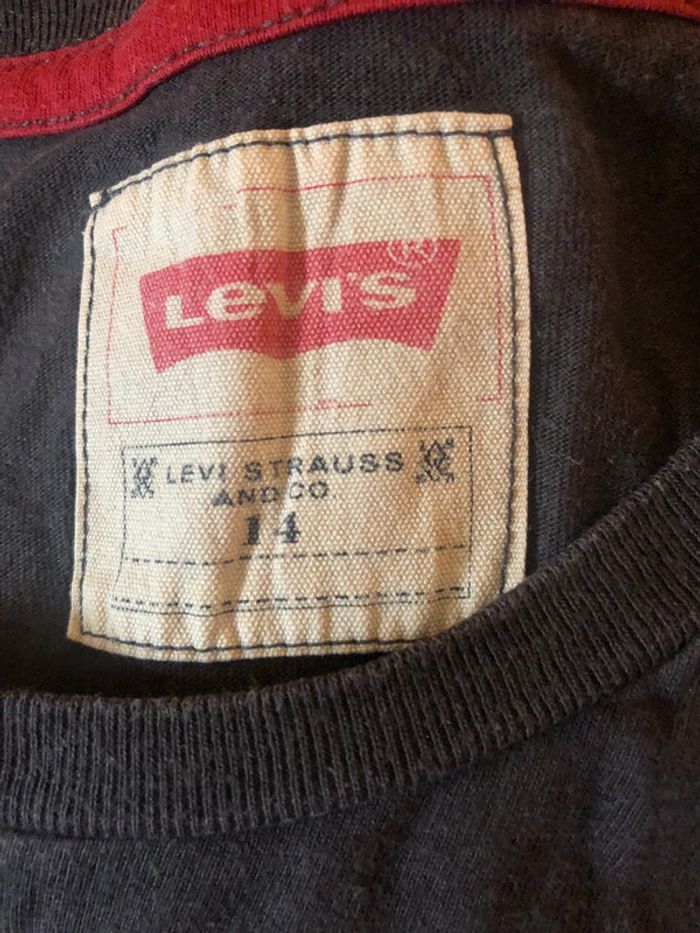 LEVI'S ®
LEVI STRAUSS
AND CO
14